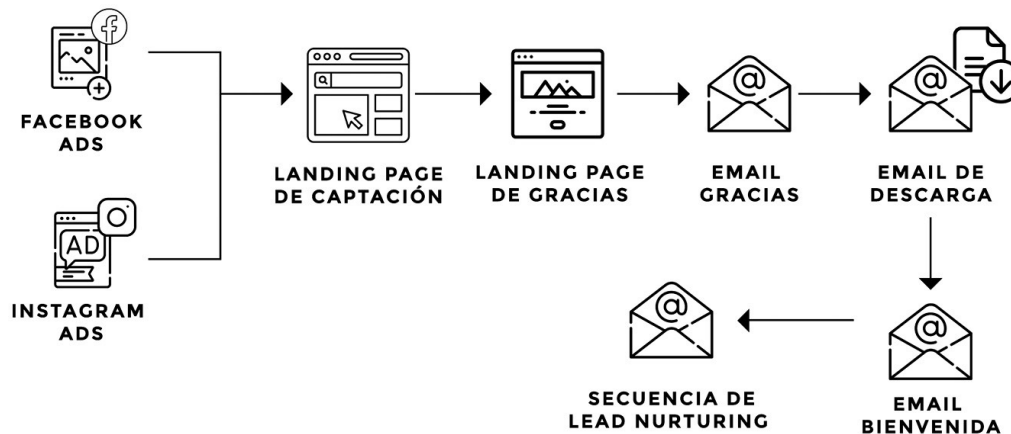 FACEBOOK
ADS
INSTAGRAM
ADS
AD
LANDING PAGE
DE CAPTACIÓN
LANDING PAGE
DE GRACIAS
EMAIL
GRACIAS
EMAIL DE
DESCARGA
EMAIL
BIENVENIDA
SECUENCIA DE
LEAD NURTURING